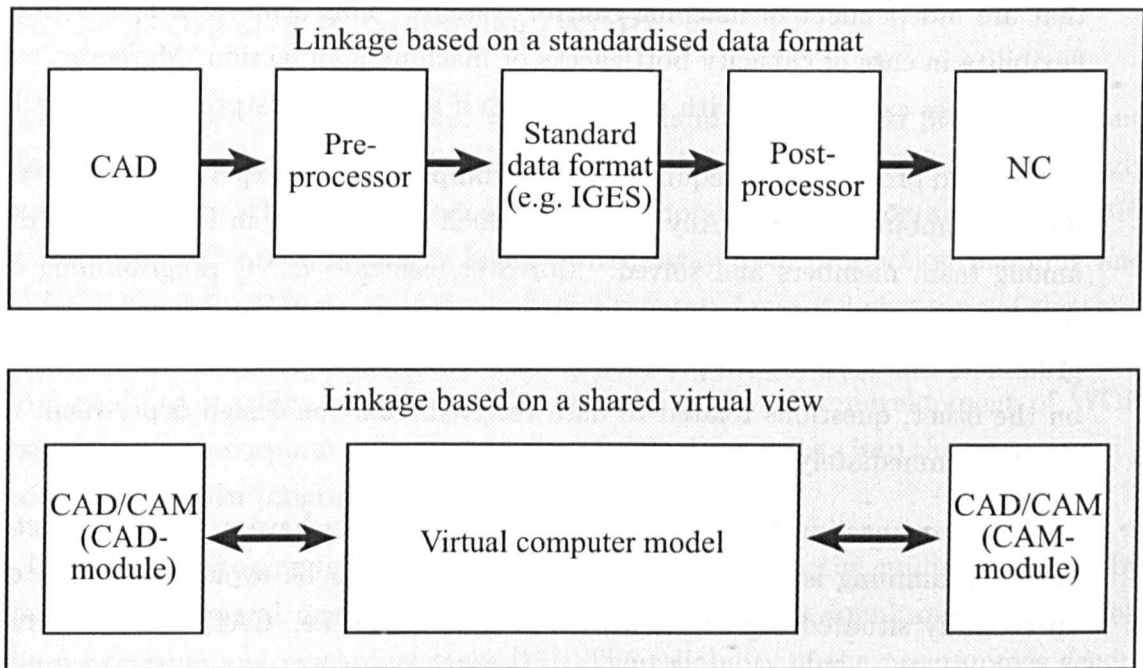 Linkage based on a standardised data format
CAD
Pre-
processor
Standard
data format
(e.g. IGES)
Post-
processor
NC
Linkage based on a shared virtual view
CAD/CAM
(CAD-
module)
Virtual computer model
CAD/CAM
(CAM-
module)